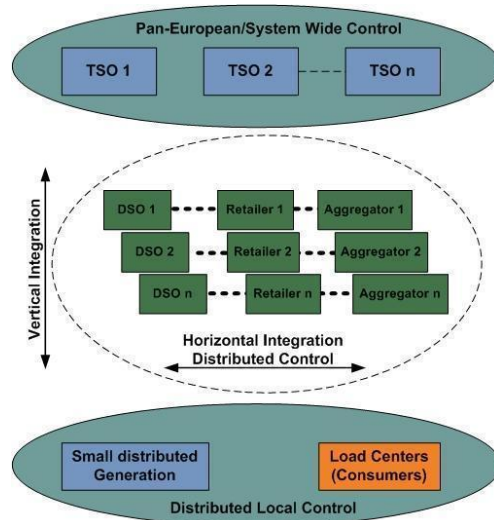 Pan-European/System Wide Control
TSO 1
TSO 2
TSO n
Vertical Integration
DSO 1
Retailer 1
Aggregator 1
DSO 2
Retailer 2
Aggregator 2
DSO n
Retailer n
Aggregator n
Horizontal Integration
Distributed Control
Small distributed
Generation
Load Centers
(Consumers)
Distributed Local Control